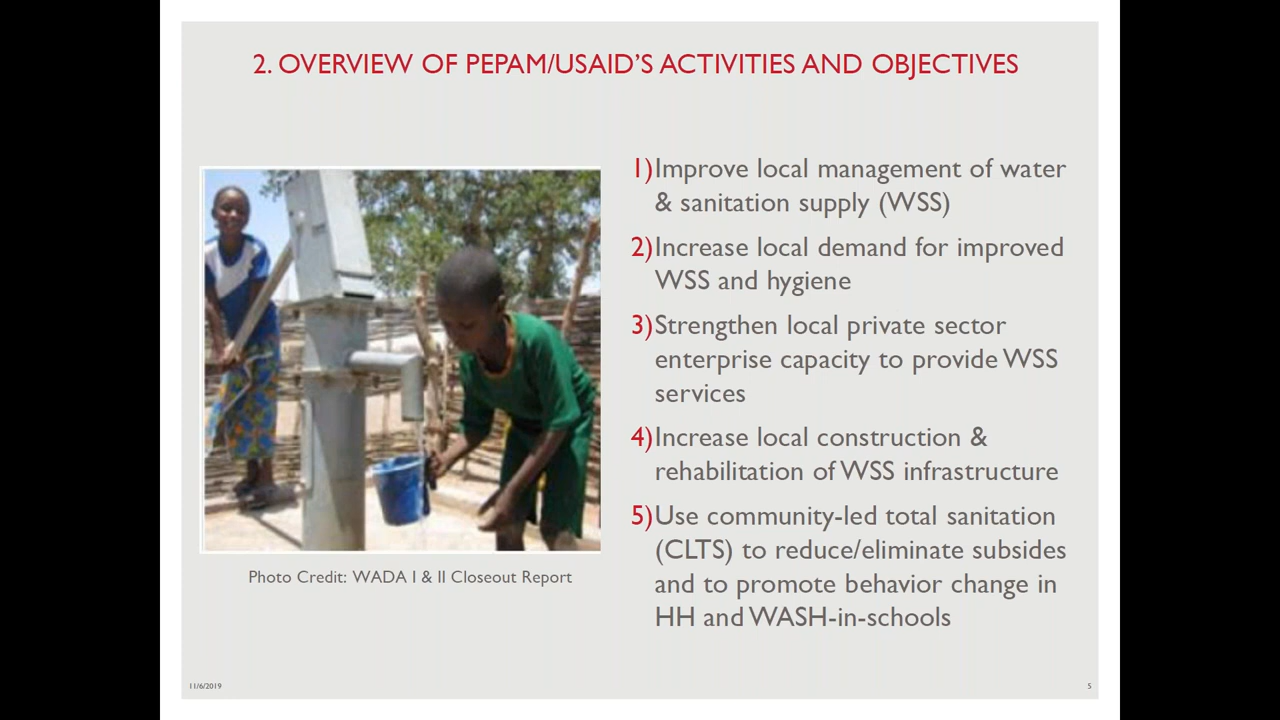 2. OVERVIEW OF PEPAM/USAID'S ACTIVITIES AND OBJECTIVES
1) Improve local management of water
& sanitation supply (WSS)
2) Increase local demand for improved
WSS and hygiene
3) Strengthen local private sector
enterprise capacity to provide WSS
services
4) Increase local construction &
rehabilitation of WSS infrastructure
5) Use community-led total sanitation
(CLTS) to reduce/eliminate subsides
and to promote behavior change in
HH and WASH-in-schools
Photo Credit: WADA I & II Closeout Report
11/6/2019
5